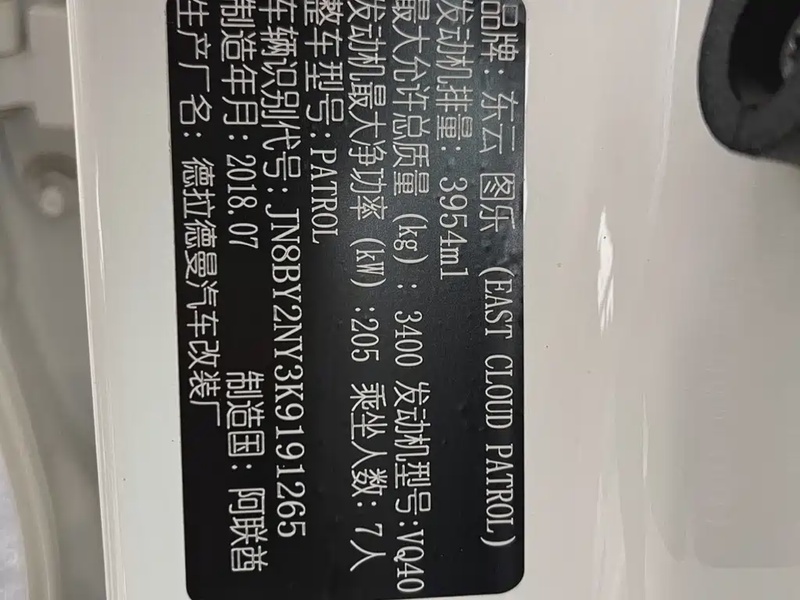 品牌: 东云 图乐 (EAST CLOUD PATROL)
发动机排量: 3954ml
最大允许总质量 (kg): 3400 发动机型号:VQ40
发动机最大净功率 (kW):205 乘坐人数: 7人
整车型号:PATROL
车辆识别代号:JN8BY2NY3K9191265
制造年月: 2018.07 制造国: 阿联酋
生产厂名: 德拉德曼汽车改装厂